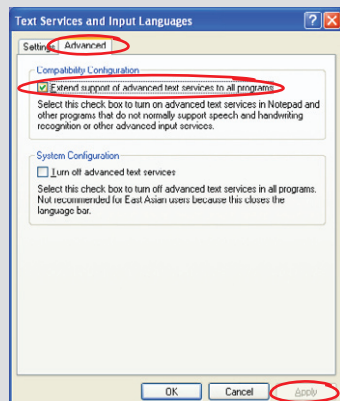 Text Services and Input Languages
Settings Advanced
Compatibility Configuration
Extend support of advanced text services to all programs
Select this check box to turn on advanced text services in Notepad and
other programs that do not normally support speech and handwriting
recognition or other advanced input services.
System Configuration
Turn off advanced text services
Select this check box to turn off advanced text services in all programs.
Not recommended for East Asian users because this closes the
language bar.
OK Cancel Apply